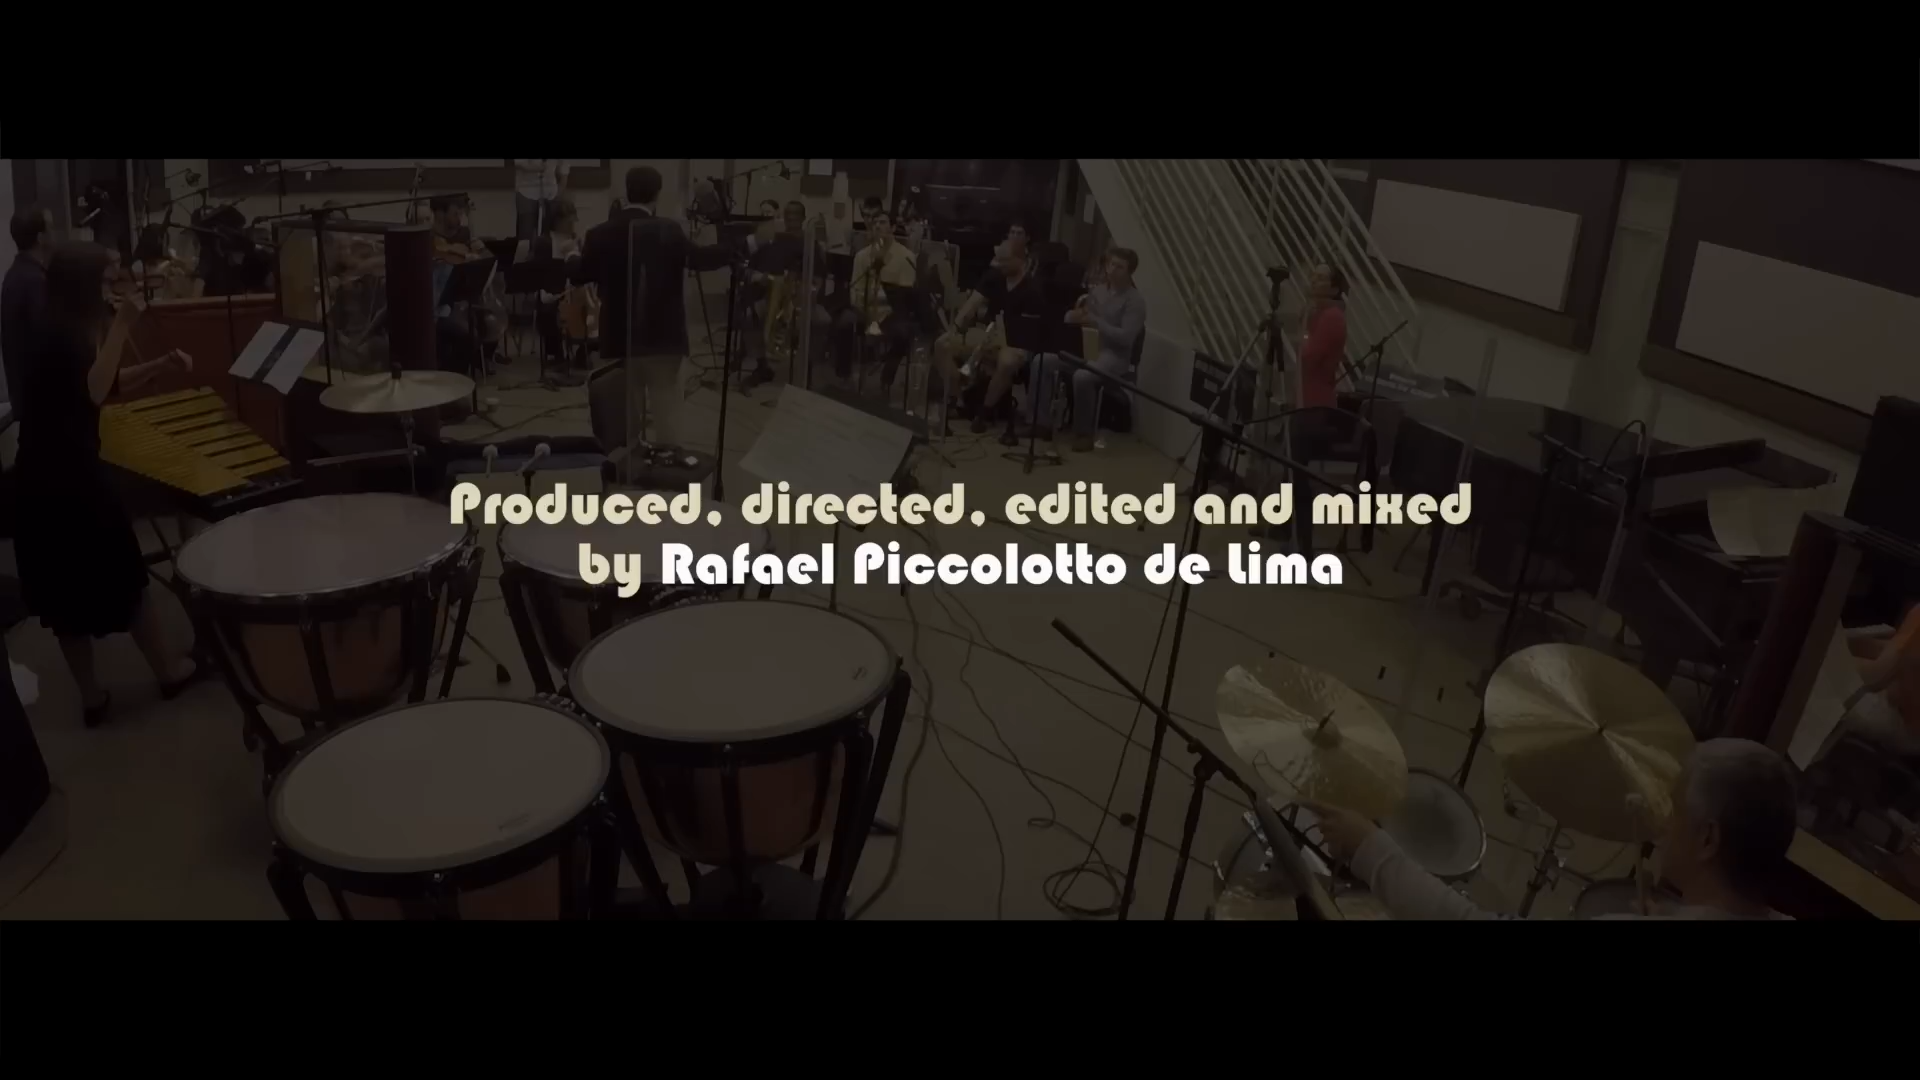 Produced, directed, edited and mixed
by Rafael Piccolotto de Lima